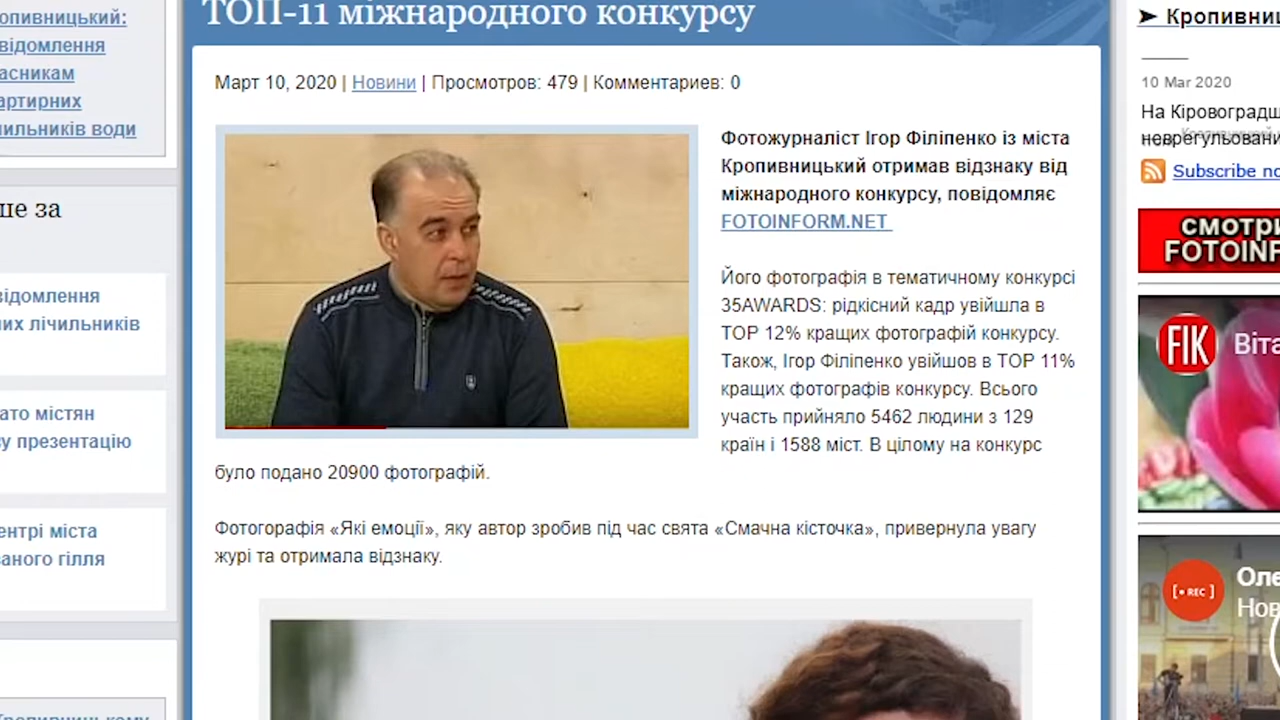 опивницький:
відомлення
асникам
артирних
ильників води
ше за
відомлення
их лічильників
ато містян
у презентацію
ентрі міста
ваного гілля
Кропивницькому
ТОП-11 міжнародного конкурсу
Март 10, 2020 | Новини | Просмотров: 479 | Комментариев: 0
Фотожурналіст Ігор Філіпенко із міста
Кропивницький отримав відзнаку від
міжнародного конкурсу, повідомляє
FOTOINFORM.NET
Його фотографія в тематичному конкурсі
35AWARDS: рідкісний кадр увійшла в
TOP 12% кращих фотографій конкурсу.
Також, Ігор Філіпенко увійшов в TOP 11%
кращих фотографів конкурсу. Всього
участь прийняло 5462 людини з 129
країн і 1588 міст. В цілому на конкурс
було подано 20900 фотографій.
Фотогорафія «Які емоції», яку автор зробив під час свята «Смачна кісточка», привернула увагу
журі та отримала відзнаку.
➤ Кропивни
10 Mar 2020
На Кіровоградщ
неврегульовани
Subscribe no
СМОТРИ
FOTOINF
FIK
Віта
[• REC ]
Оле
Нов